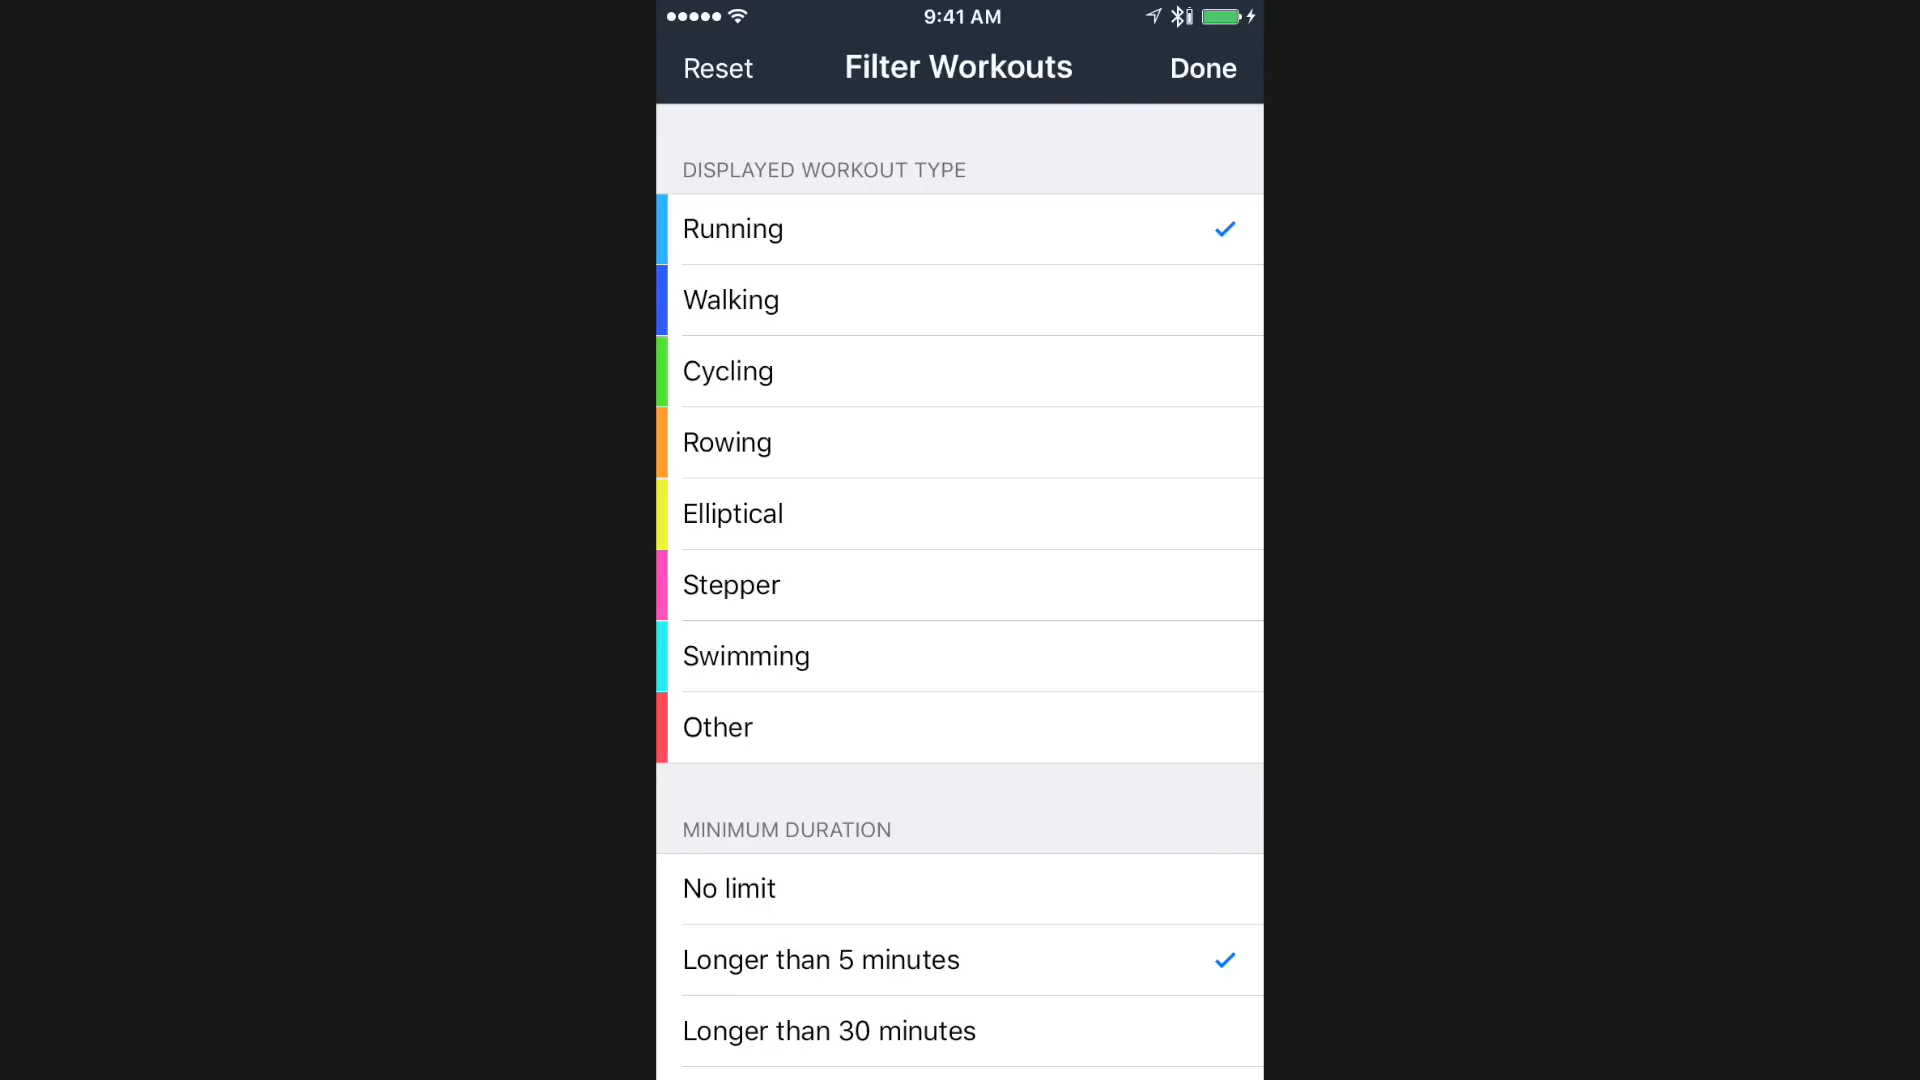 9:41 AM
Reset Filter Workouts Done
DISPLAYED WORKOUT TYPE
Running
Walking
Cycling
Rowing
Elliptical
Stepper
Swimming
Other
MINIMUM DURATION
No limit
Longer than 5 minutes
Longer than 30 minutes